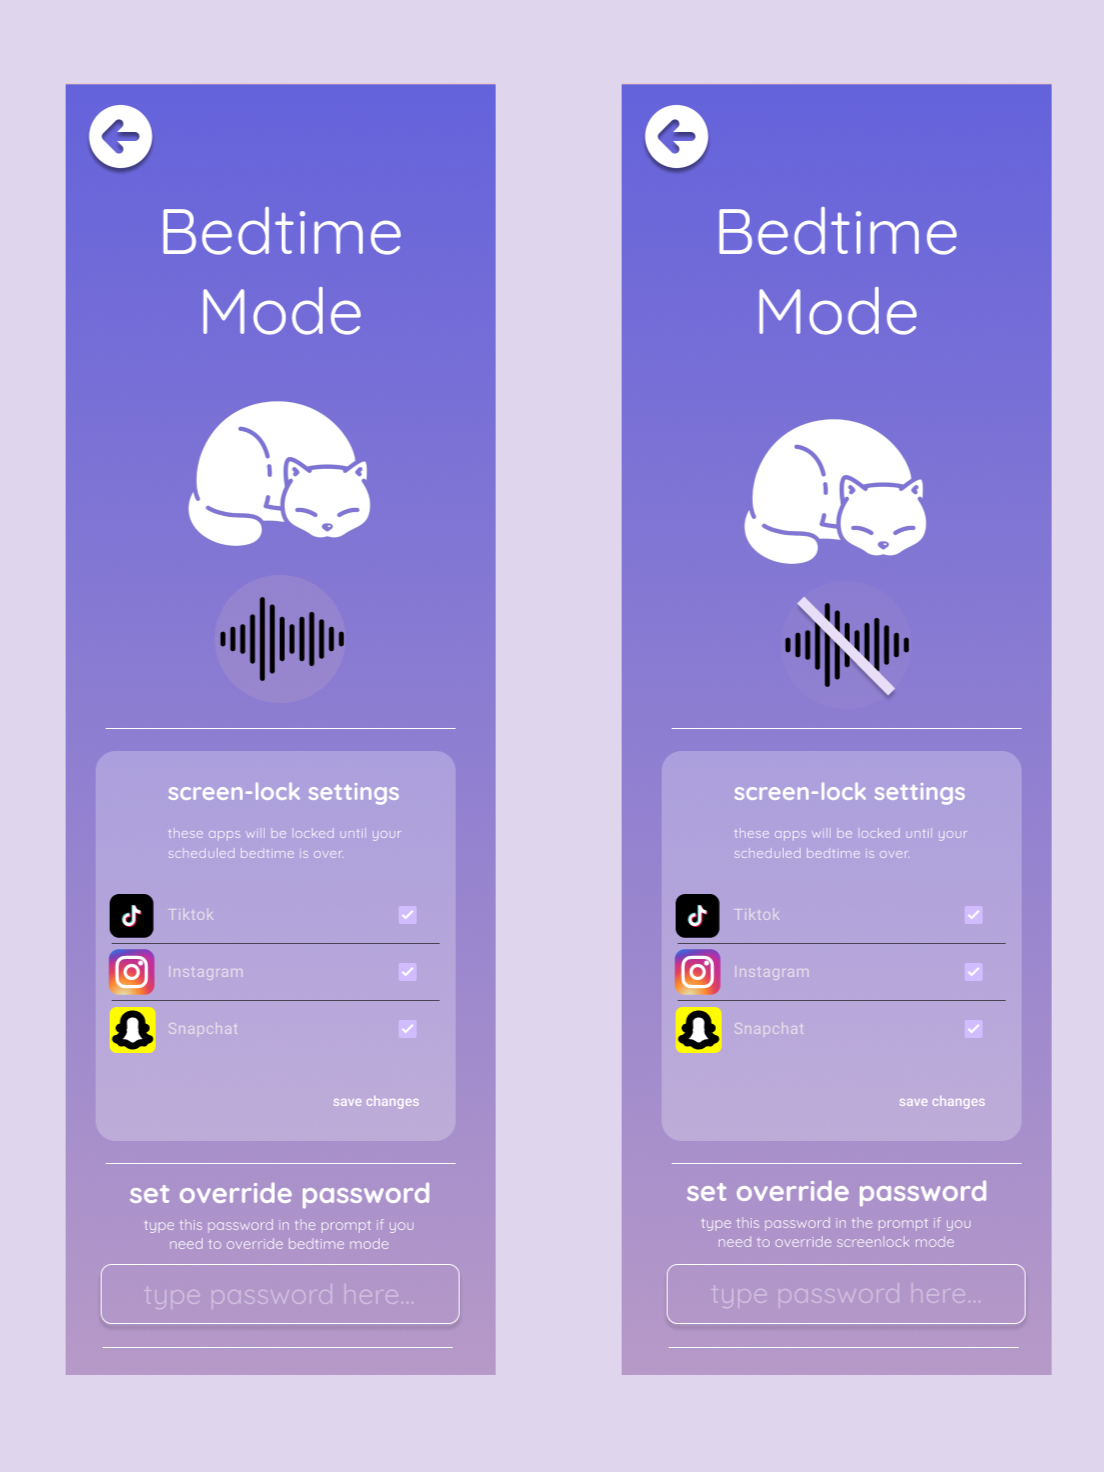 Bedtime
Mode
screen-lock settings
these apps will be locked until your
scheduled bedtime is over.
Tiktok
Instagram
Snapchat
save changes
set override password
type this password in the prompt if you
need to override bedtime mode
type password here...
Bedtime
Mode
screen-lock settings
these apps will be locked until your
scheduled bedtime is over.
Tiktok
Instagram
Snapchat
save changes
set override password
type this password in the prompt if you
need to override screenlock mode
type password here...